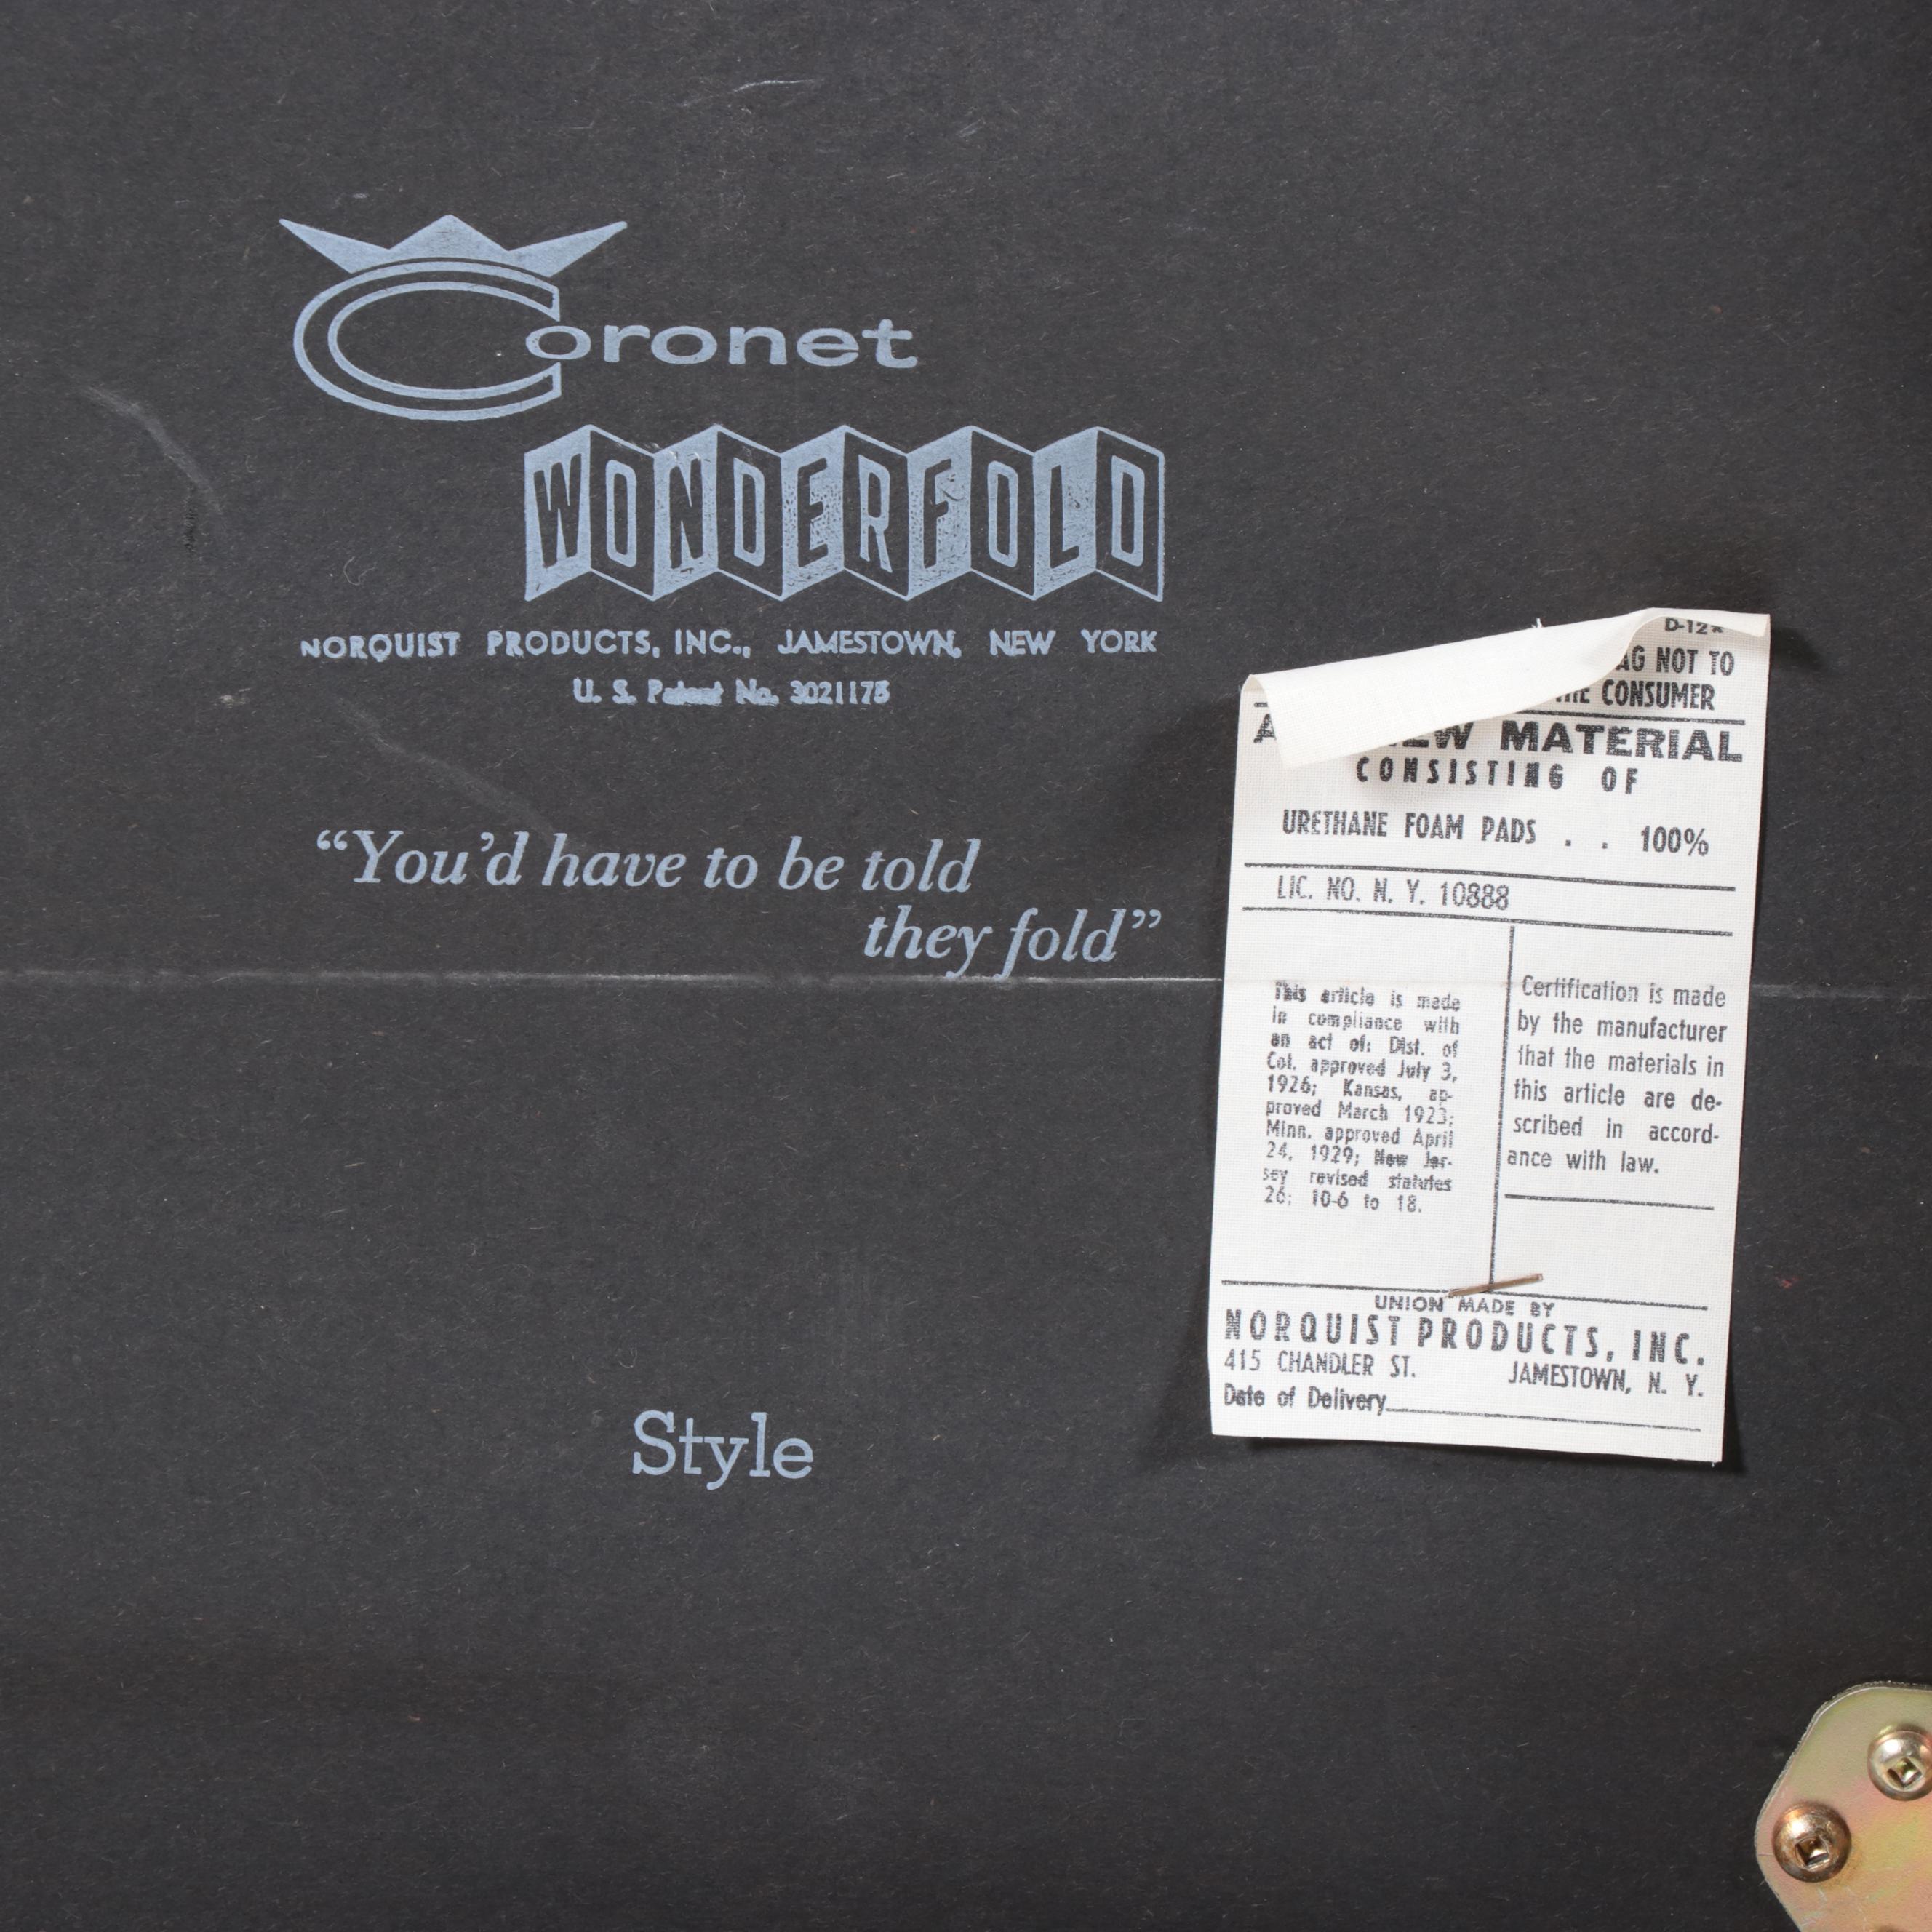 Coronet
WONDERFOLD
NORQUIST PRODUCTS, INC., JAMESTOWN, NEW YORK
U. S. Patent No. 3021175
“You’d have to be told
they fold”
Style
D-12
NOT TO
CONSUMER
MATERIAL
CONSISTING OF
URETHANE FOAM PADS . . 100%
LIC. NO. N. Y. 10888
This article is made
in compliance with
an act of: Dist. of
Col. approved July 3,
1926; Kansas, ap-
proved March 1923;
Minn. approved April
24, 1929; New Jer-
sey revised statutes
26: 10-6 to 18.
Certification is made
by the manufacturer
that the materials in
this article are de-
scribed in accord-
ance with law.
UNION MADE BY
NORQUIST PRODUCTS, INC.
415 CHANDLER ST. JAMESTOWN, N. Y.
Date of Delivery